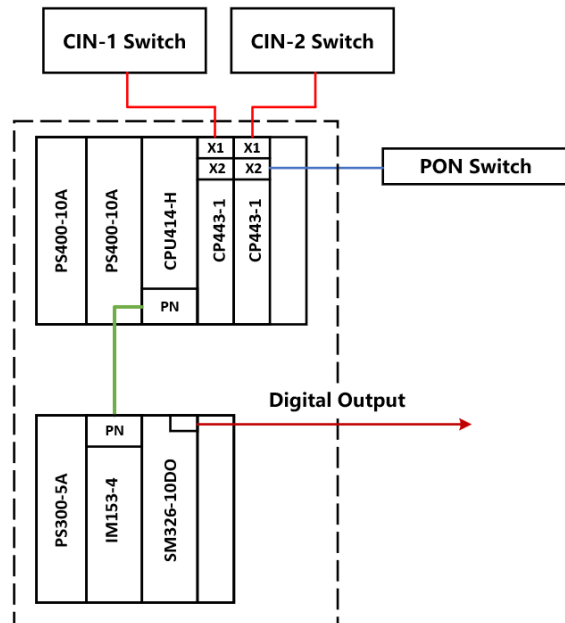 CIN-1 Switch
CIN-2 Switch
PS400-10A
PS400-10A
CPU414-H
PN
X1
X2
CP443-1
X1
X2
CP443-1
PON Switch
Digital Output
PS300-5A
PN
IM153-4
SM326-10DO